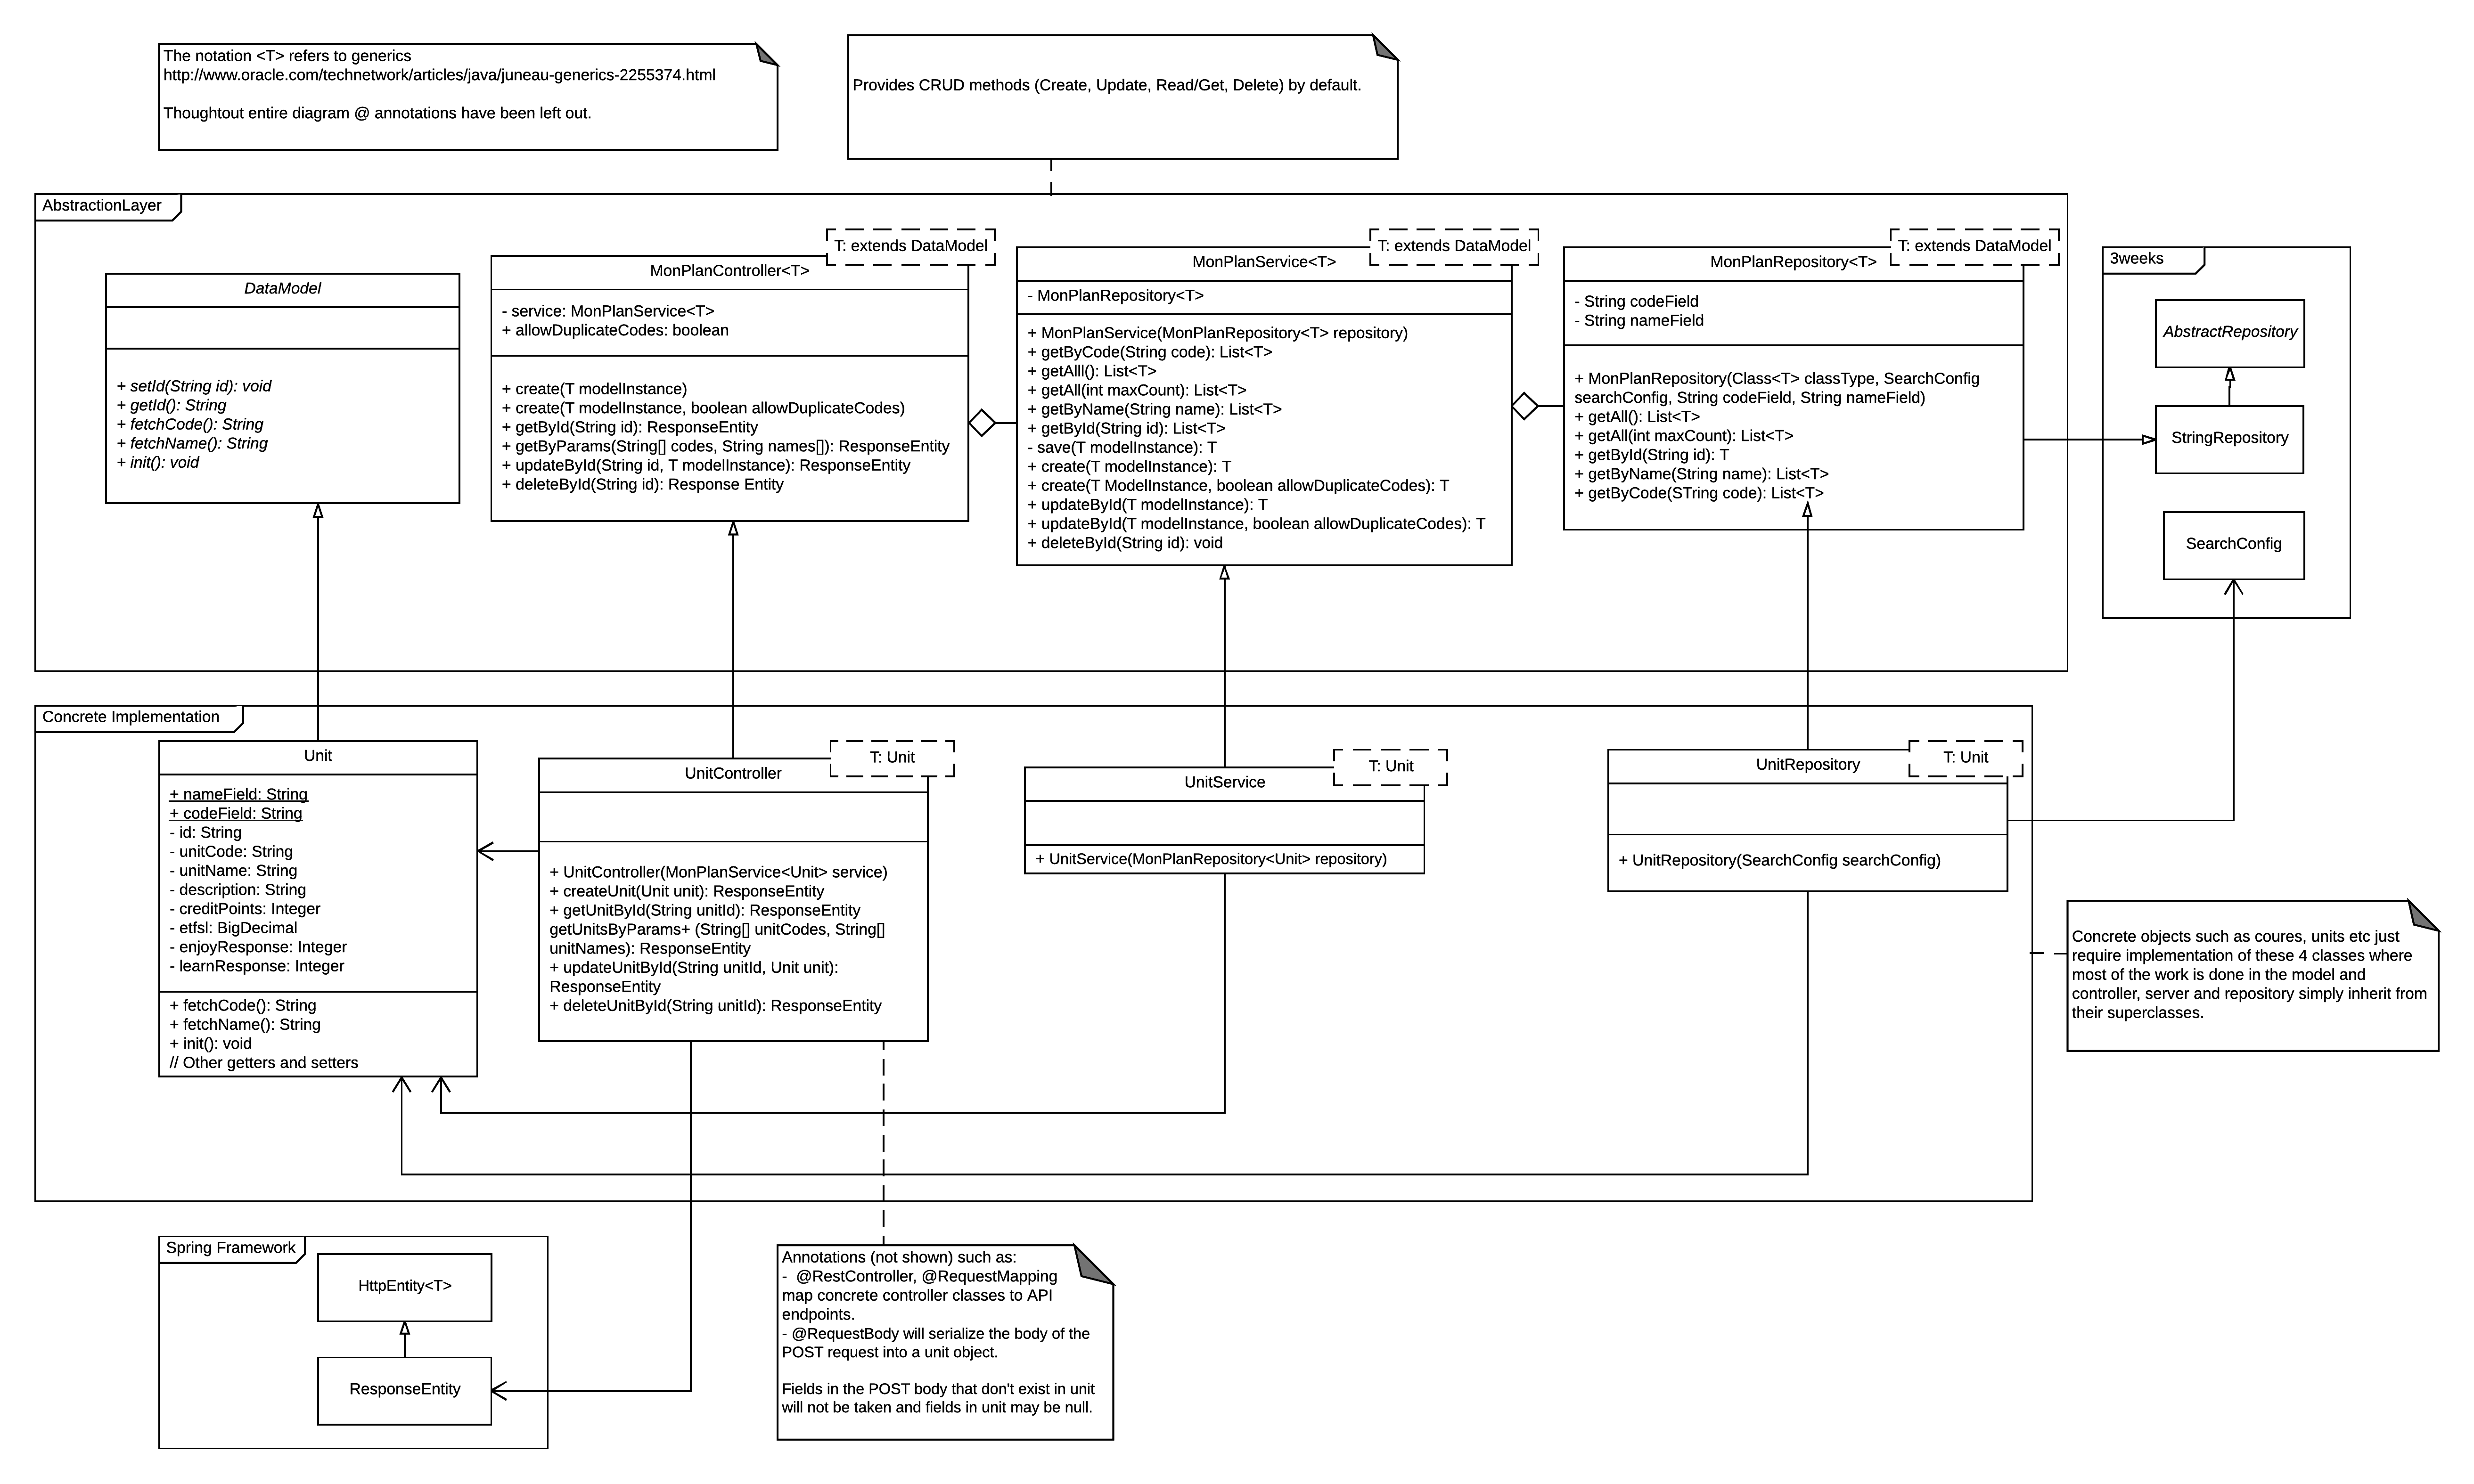 The notation <T> refers to generics
http://www.oracle.com/technetwork/articles/java/juneau-generics-2255374.html
Thoughtout entire diagram @ annotations have been left out.
Provides CRUD methods (Create, Update, Read/Get, Delete) by default.
AbstractionLayer
DataModel
+ setId(String id): void
+ getId(): String
+ fetchCode(): String
+ fetchName(): String
+ init(): void
T: extends DataModel
MonPlanController<T>
- service: MonPlanService<T>
+ allowDuplicateCodes: boolean
+ create(T modelInstance)
+ create(T modelInstance, boolean allowDuplicateCodes)
+ getById(String id): ResponseEntity
+ getByParams(String[] codes, String names[]): ResponseEntity
+ updateById(String id, T modelInstance): ResponseEntity
+ deleteById(String id): Response Entity
T: extends DataModel
MonPlanService<T>
- MonPlanRepository<T>
+ MonPlanService(MonPlanRepository<T> repository)
+ getByCode(String code): List<T>
+ getAlll(): List<T>
+ getAll(int maxCount): List<T>
+ getByName(String name): List<T>
+ getById(String id): List<T>
- save(T modelInstance): T
+ create(T modelInstance): T
+ create(T ModelInstance, boolean allowDuplicateCodes): T
+ updateById(T modelInstance): T
+ updateById(T modelInstance, boolean allowDuplicateCodes): T
+ deleteById(String id): void
T: extends DataModel
MonPlanRepository<T>
- String codeField
- String nameField
+ MonPlanRepository(Class<T> classType, SearchConfig
searchConfig, String codeField, String nameField)
+ getAll(): List<T>
+ getAll(int maxCount): List<T>
+ getById(String id): T
+ getByName(String name): List<T>
+ getByCode(STring code): List<T>
3weeks
AbstractRepository
StringRepository
SearchConfig
Concrete Implementation
Unit
+ nameField: String
+ codeField: String
- id: String
- unitCode: String
- unitName: String
- description: String
- creditPoints: Integer
- etfsl: BigDecimal
- enjoyResponse: Integer
- learnResponse: Integer
+ fetchCode(): String
+ fetchName(): String
+ init(): void
// Other getters and setters
T: Unit
UnitController
+ UnitController(MonPlanService<Unit> service)
+ createUnit(Unit unit): ResponseEntity
+ getUnitById(String unitId): ResponseEntity
getUnitsByParams+ (String[] unitCodes, String[]
unitNames): ResponseEntity
+ updateUnitById(String unitId, Unit unit):
ResponseEntity
+ deleteUnitById(String unitId): ResponseEntity
T: Unit
UnitService
+ UnitService(MonPlanRepository<Unit> repository)
T: Unit
UnitRepository
+ UnitRepository(SearchConfig searchConfig)
Concrete objects such as coures, units etc just
require implementation of these 4 classes where
most of the work is done in the model and
controller, server and repository simply inherit from
their superclasses.
Spring Framework
HttpEntity<T>
ResponseEntity
Annotations (not shown) such as:
- @RestController, @RequestMapping
map concrete controller classes to API
endpoints.
- @RequestBody will serialize the body of the
POST request into a unit object.
Fields in the POST body that don't exist in unit
will not be taken and fields in unit may be null.